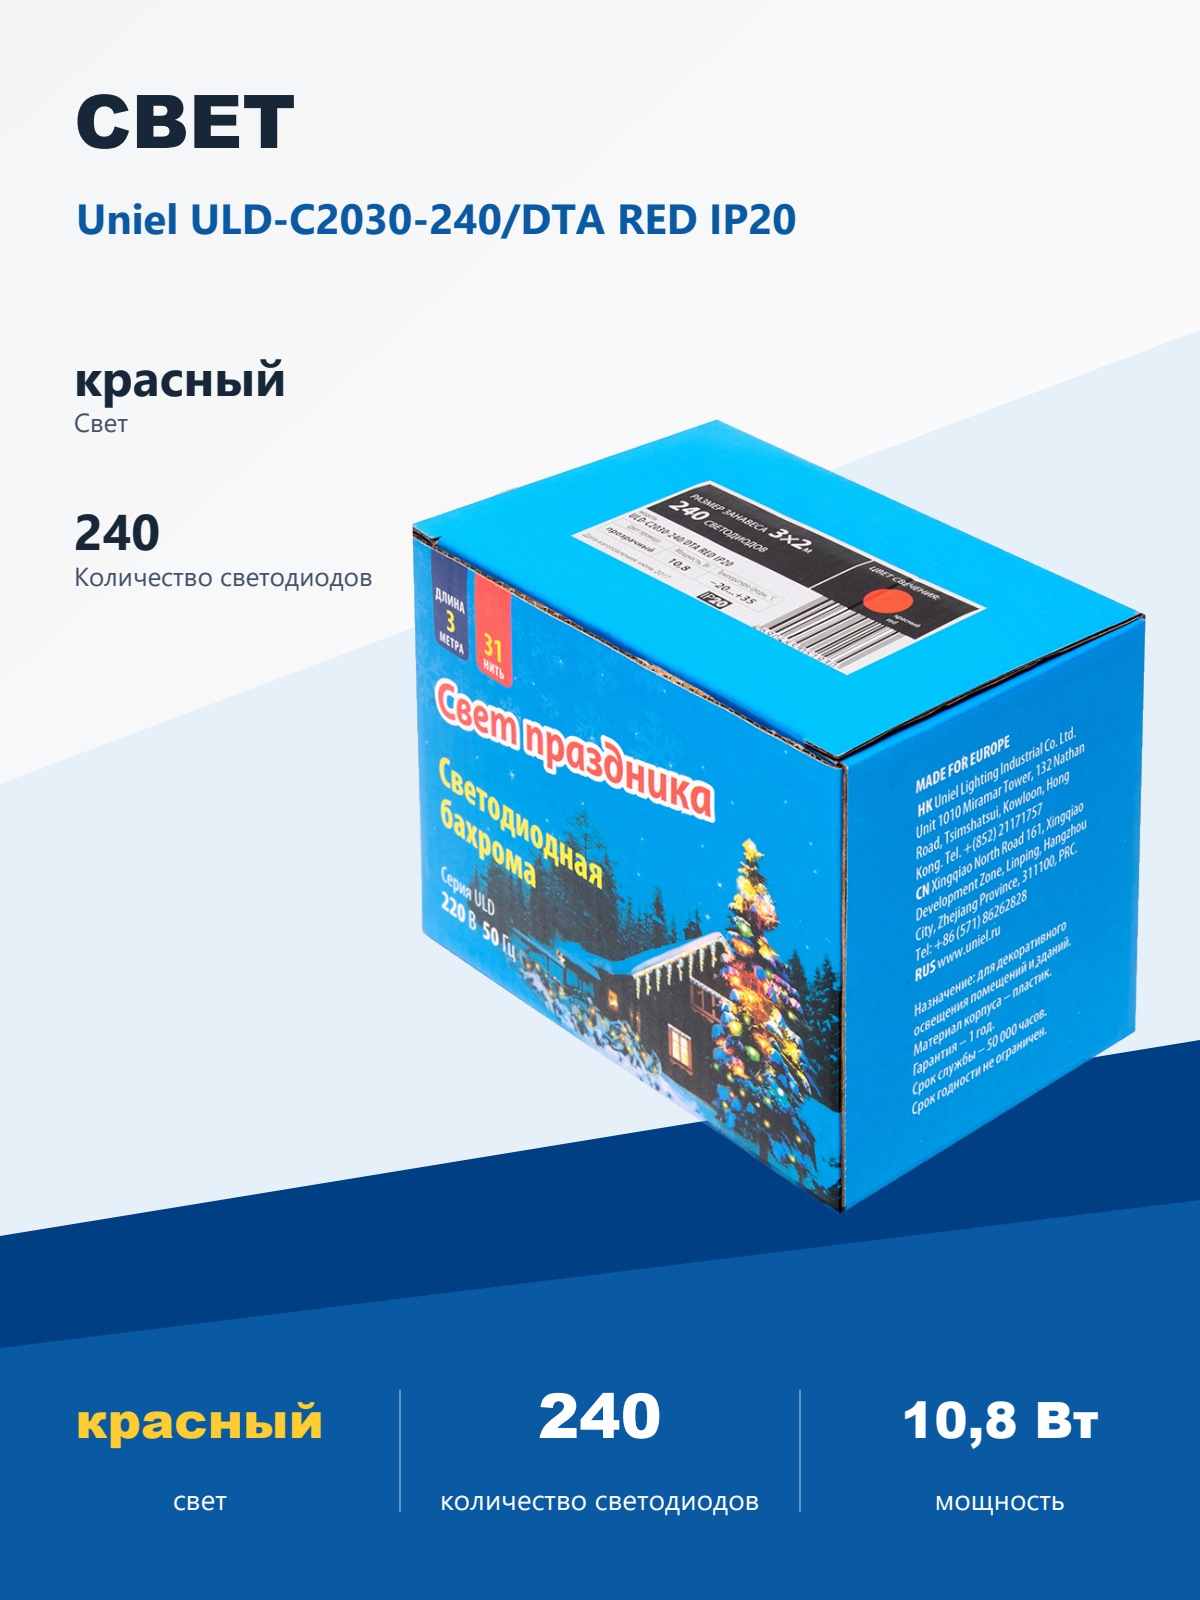 СВЕТ
Uniel ULD-C2030-240/DTA RED IP20
красный
Свет
240
Количество светодиодов
РАЗМЕР ЗАНАВЕСА 3х2м
240 СВЕТОДИОДОВ
ЦВЕТ СВЕЧЕНИЯ:
красный
red
ULD-C2030-240/DTA RED IP20
прозрачный
10.8
-20...+35
IP20
ДЛИНА
3
МЕТРА
31
НИТЬ
Свет праздника
Светодиодная
бахрома
Серия ULD
220 В 50 Гц
MADE FOR EUROPE
HK Uniel Lighting Industrial Co. Ltd.
Unit 1010 Miramar Tower, 132 Nathan
Road, Tsimshatsui, Kowloon, Hong
Kong. Tel. +(852) 21171757
CN Xingqiao North Road 161, Xingqiao
Development Zone, Linping, Hangzhou
City, Zhejiang Province, 311100, PRC.
Tel: +86 (571) 86262828
RUS www.uniel.ru
Назначение: для декоративного
освещения помещений и зданий.
Материал корпуса – пластик.
Гарантия – 1 год.
Срок службы – 50 000 часов.
Срок годности не ограничен.
красный
свет
240
количество светодиодов
10,8 Вт
мощность